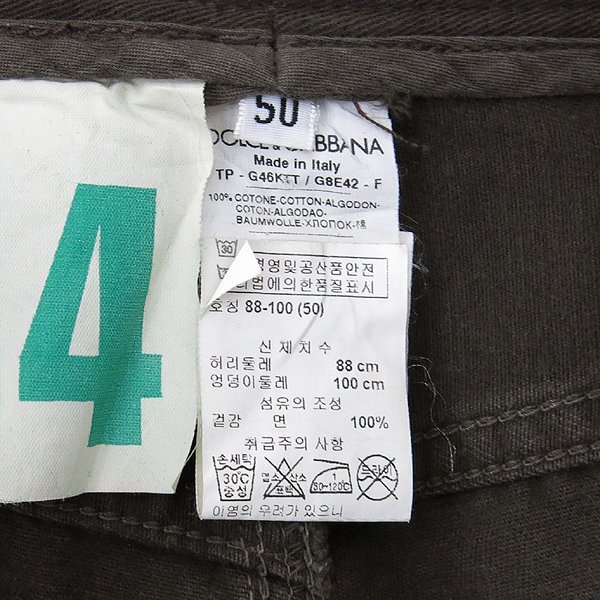 50
DOLCE & GABBANA
Made in Italy
TP - G46KTT / G8E42 - F
100% COTONE-COTTON-ALGODON-
COTON-ALGODAO-
BAUMWOLLE-ХЛОПОК-棉
30
경영및공산품안전
리법에의한품질표시
호칭 88-100 (50)
신체치수
허리둘레 88 cm
엉덩이둘레 100 cm
섬유의 조성
겉감 면 100%
취급주의 사항
손세탁 30℃ 중성
염소 산소 표백
80-120℃
드라이
이염의 우려가 있으니
4